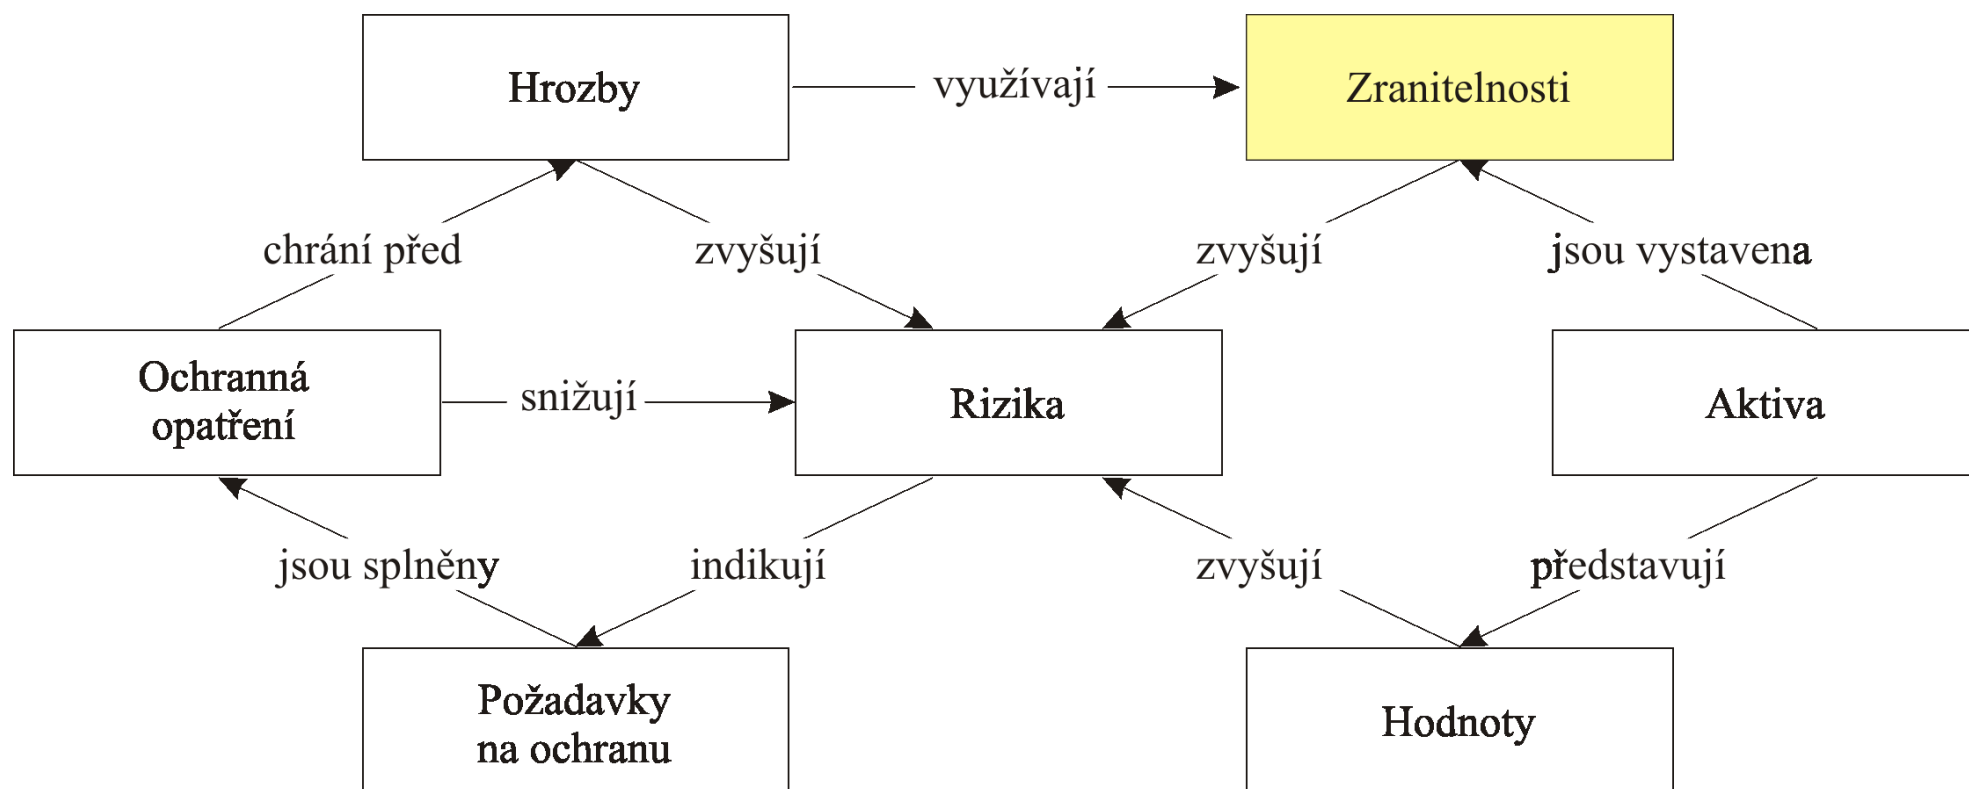 Hrozby
využívají
Zranitelnosti
chrání před
zvyšují
zvyšují
jsou vystavena
Ochranná
opatření
snižují
Rizika
Aktiva
jsou splněny
indikují
zvyšují
představují
Požadavky
na ochranu
Hodnoty